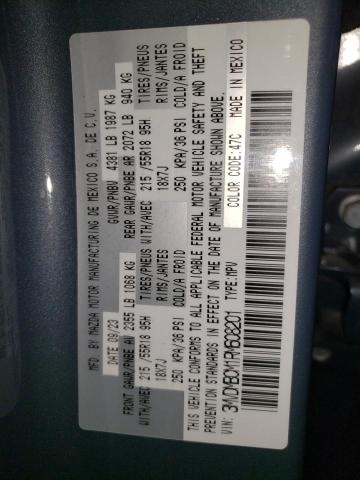 MFD BY: MAZDA MOTOR MANUFACTURING DE MEXICO S.A. DE C.V.
DATE 09/23 GVWR/PNBV 4381 LB 1987 KG
FRONT GAWR/PNBE AV 2355 LB 1068 KG REAR GAWR/PNBE AR 2072 LB 940 KG
WITH/AVEC 215 /55R18 95H TIRES/PNEUS WITH/AVEC 215 /55R18 95H TIRES/PNEUS
18X7J RIMS/JANTES 18X7J RIMS/JANTES
250 KPA/36 PSI COLD/A FROID 250 KPA/36 PSI COLD/A FROID
THIS VEHICLE CONFORMS TO ALL APPLICABLE FEDERAL MOTOR VEHICLE SAFETY AND THEFT
PREVENTION STANDARDS IN EFFECT ON THE DATE OF MANUFACTURE SHOWN ABOVE.
VIN: TYPE:MPV COLOR CODE:47C MADE IN MEXICO